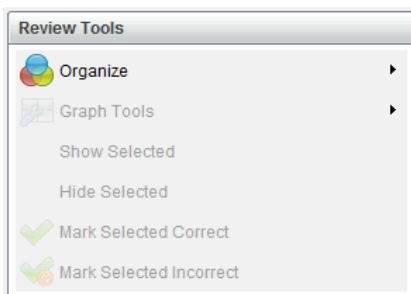 Review Tools
Organize
Graph Tools
Show Selected
Hide Selected
Mark Selected Correct
Mark Selected Incorrect